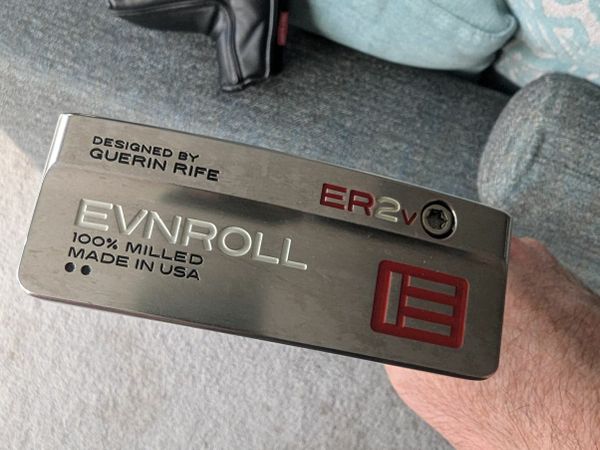 DESIGNED BY
GUERIN RIFE
ER2v
EVNROLL
100% MILLED
MADE IN USA